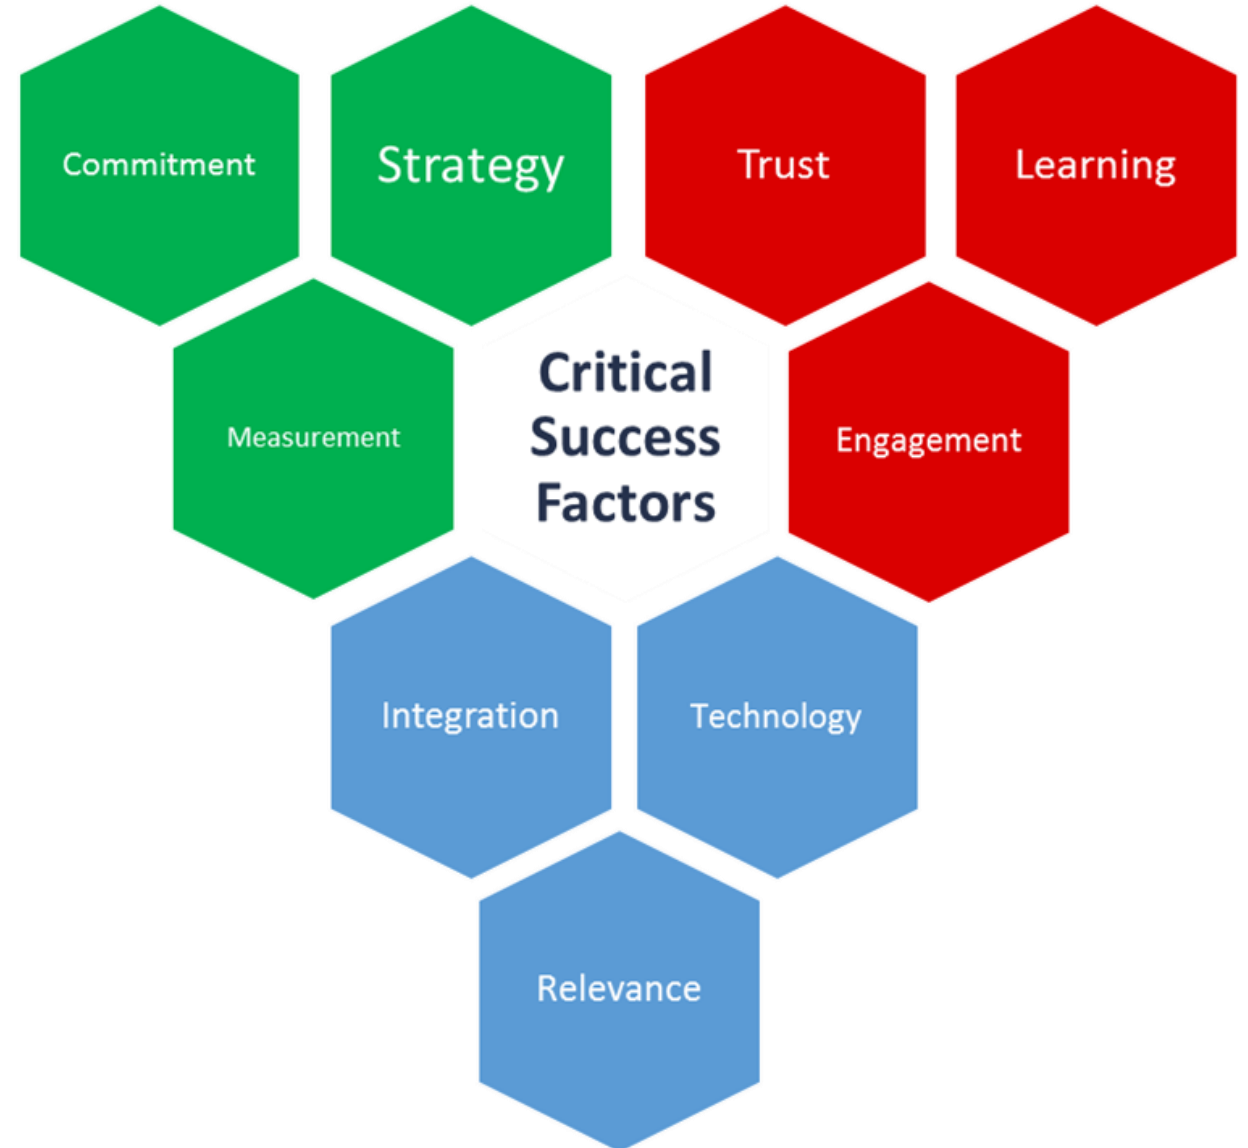 Commitment
Strategy
Trust
Learning
Measurement
Critical
Success
Factors
Engagement
Integration
Technology
Relevance